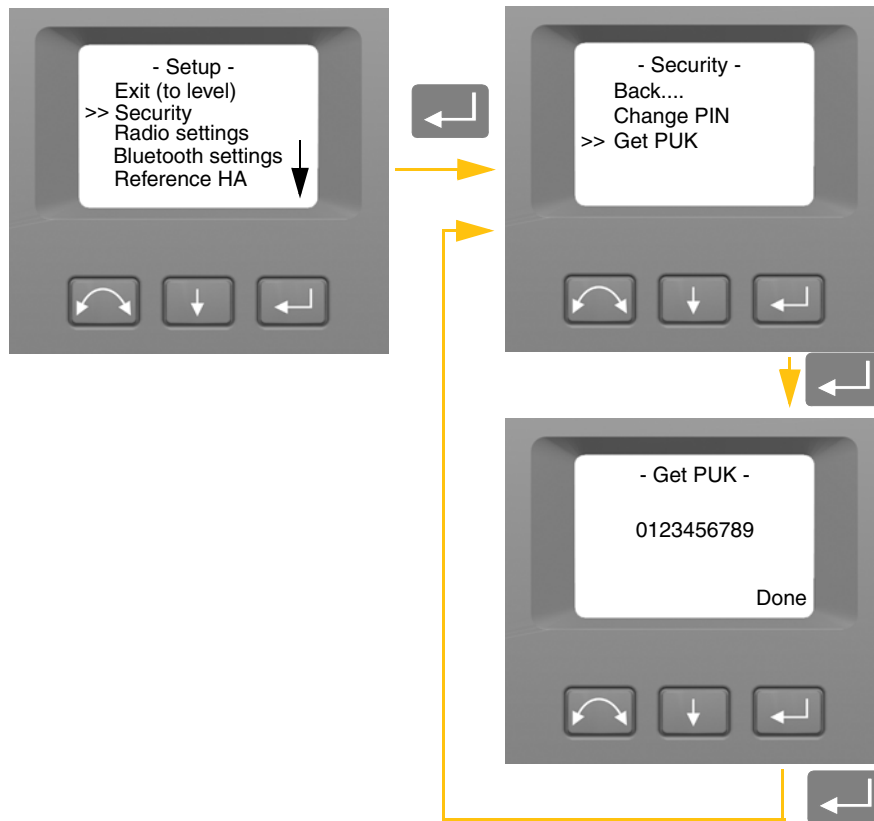 - Setup -
Exit (to level)
>> Security
Radio settings
Bluetooth settings
Reference HA
- Security -
Back....
Change PIN
>> Get PUK
- Get PUK -
0123456789
Done